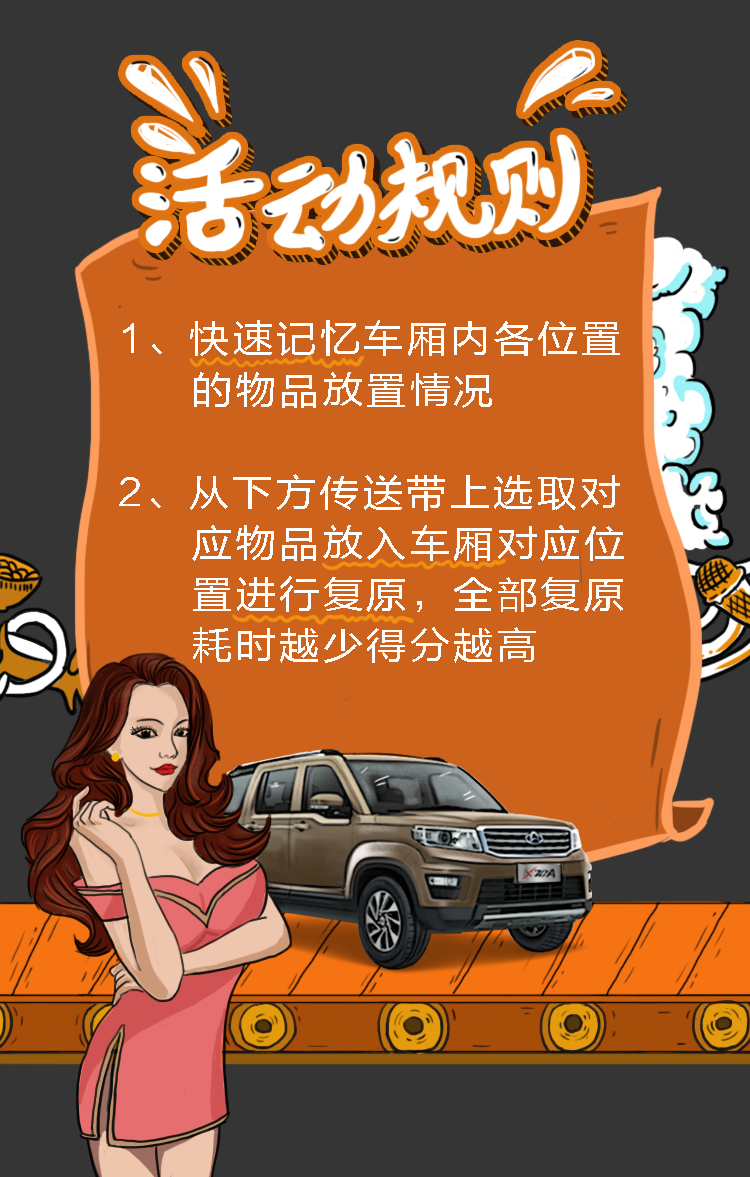 活动规则
1、快速记忆车厢内各位置
的物品放置情况
2、从下方传送带上选取对
应物品放入车厢对应位
置进行复原，全部复原
耗时越少得分越高
X70A